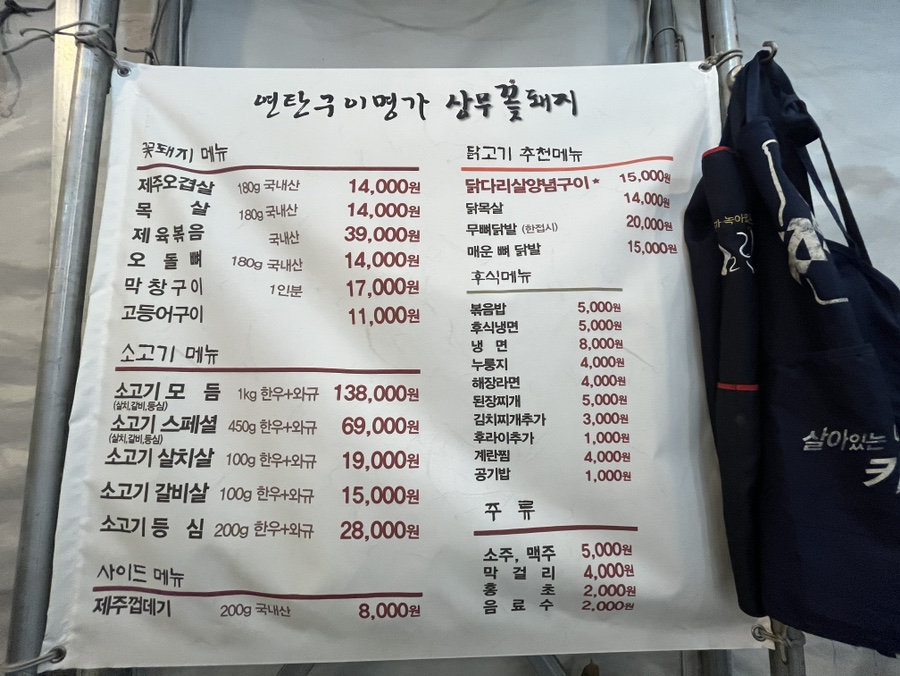 연탄구이명가 상무꽃돼지
꽃돼지 메뉴
제주오겹살 180g 국내산 14,000원
목 살 180g 국내산 14,000원
제육볶음 국내산 39,000원
오 돌 뼈 180g 국내산 14,000원
막창구이 1인분 17,000원
고등어구이 11,000원
소고기 메뉴
소고기 모 듬 1kg 한우+와규 138,000원
(살치,갈비,등심)
소고기 스페셜 450g 한우+와규 69,000원
(살치,갈비,등심)
소고기 살치살 100g 한우+와규 19,000원
소고기 갈비살 100g 한우+와규 15,000원
소고기 등 심 200g 한우+와규 28,000원
사이드 메뉴
제주껍데기 200g 국내산 8,000원
닭고기 추천메뉴
닭다리살양념구이★ 15,000원
닭목살 14,000원
무뼈닭발 (한접시) 20,000원
매운 뼈 닭발 15,000원
후식메뉴
볶음밥 5,000원
후식냉면 5,000원
냉 면 8,000원
누룽지 4,000원
해장라면 4,000원
된장찌개 5,000원
김치찌개추가 3,000원
후라이추가 1,000원
계란찜 4,000원
공기밥 1,000원
주 류
소주, 맥주 5,000원
막 걸 리 4,000원
홍 초 2,000원
음 료 수 2,000원
살아있는